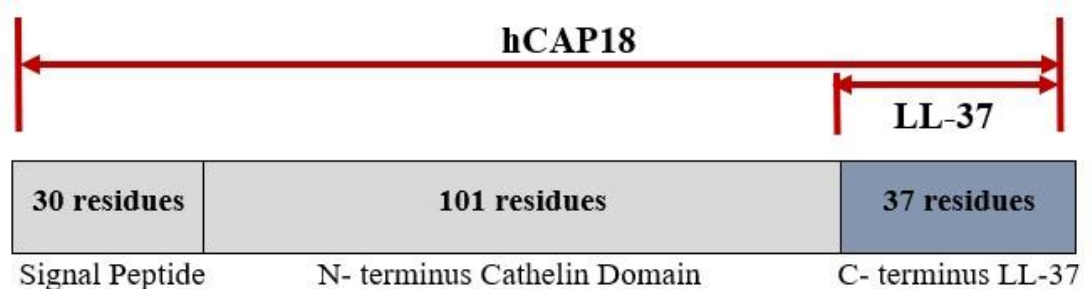 hCAP18
LL-37
30 residues 101 residues 37 residues
Signal Peptide N- terminus Cathelin Domain C- terminus LL-37